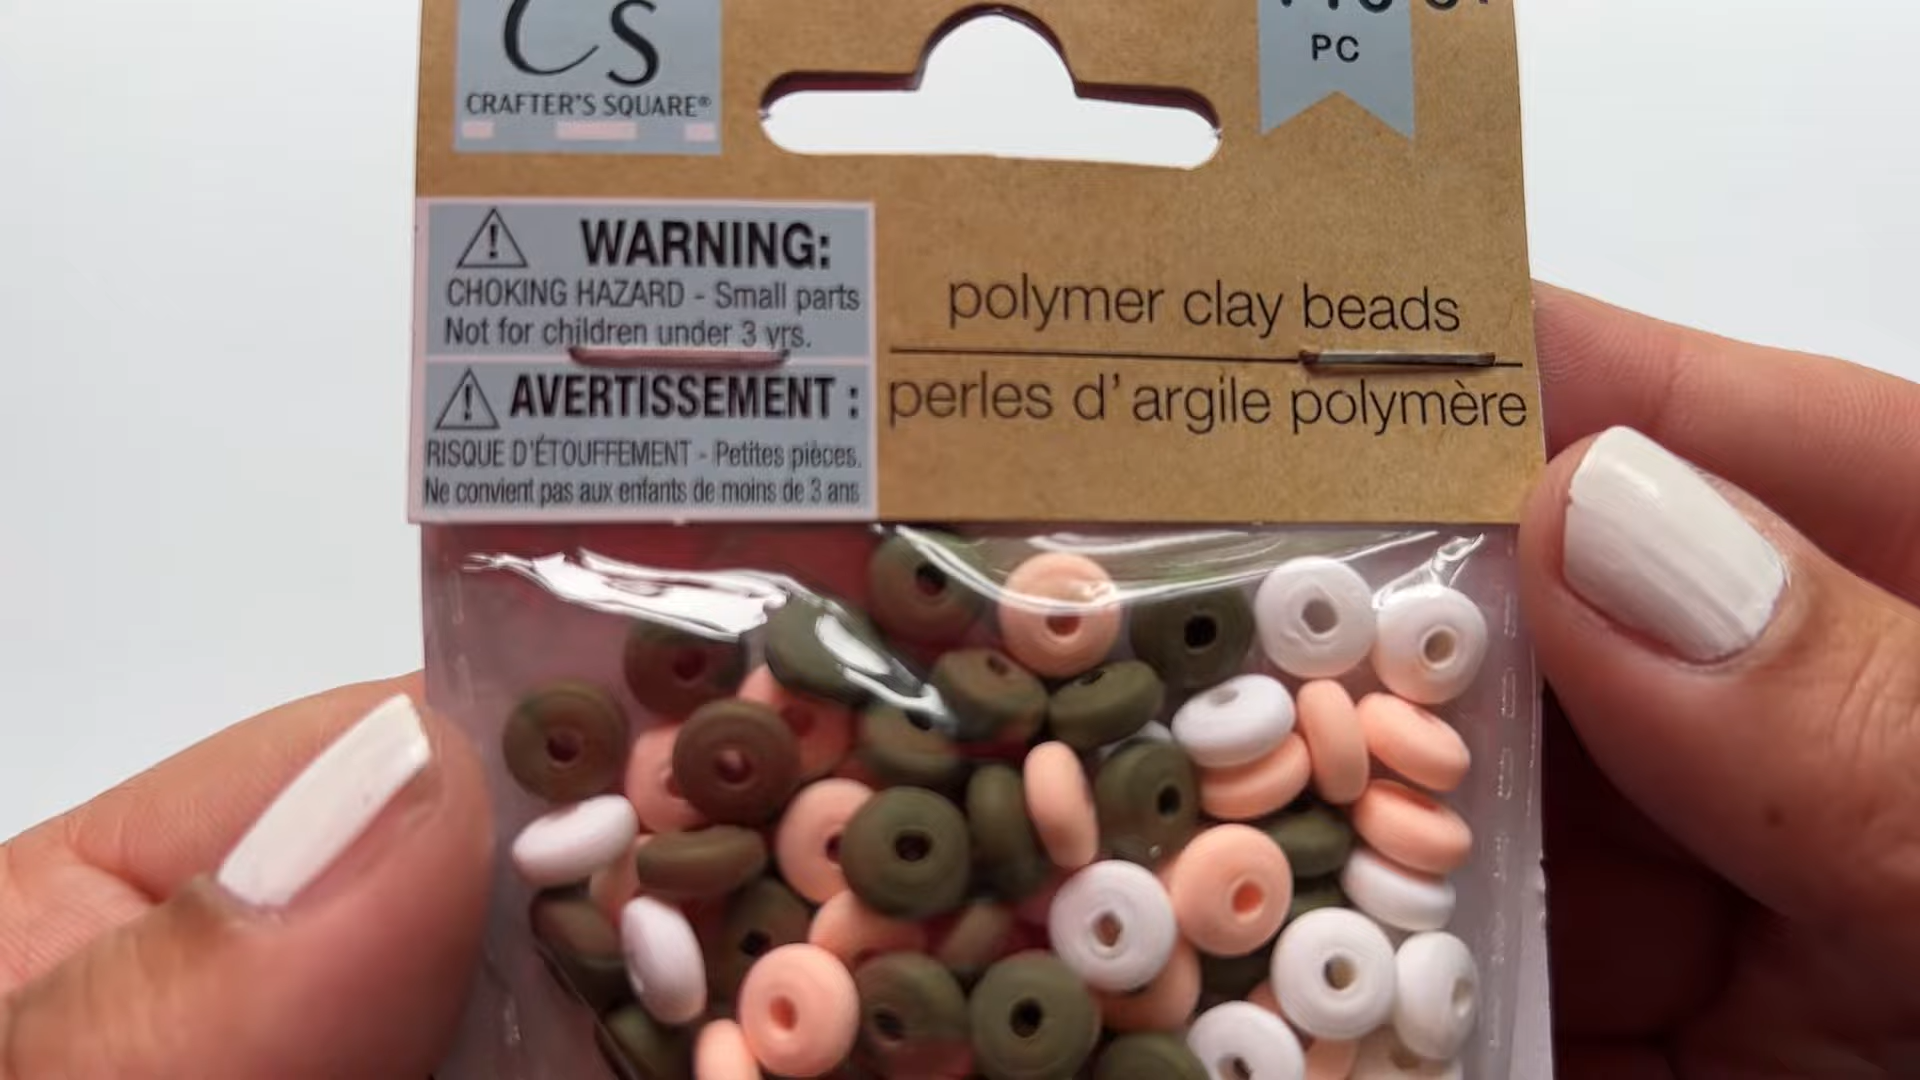 Cs
CRAFTER'S SQUARE®
PC
⚠ WARNING:
CHOKING HAZARD - Small parts
Not for children under 3 yrs.
⚠ AVERTISSEMENT :
RISQUE D'ÉTOUFFEMENT - Petites pièces.
Ne convient pas aux enfants de moins de 3 ans
polymer clay beads
perles d'argile polymère